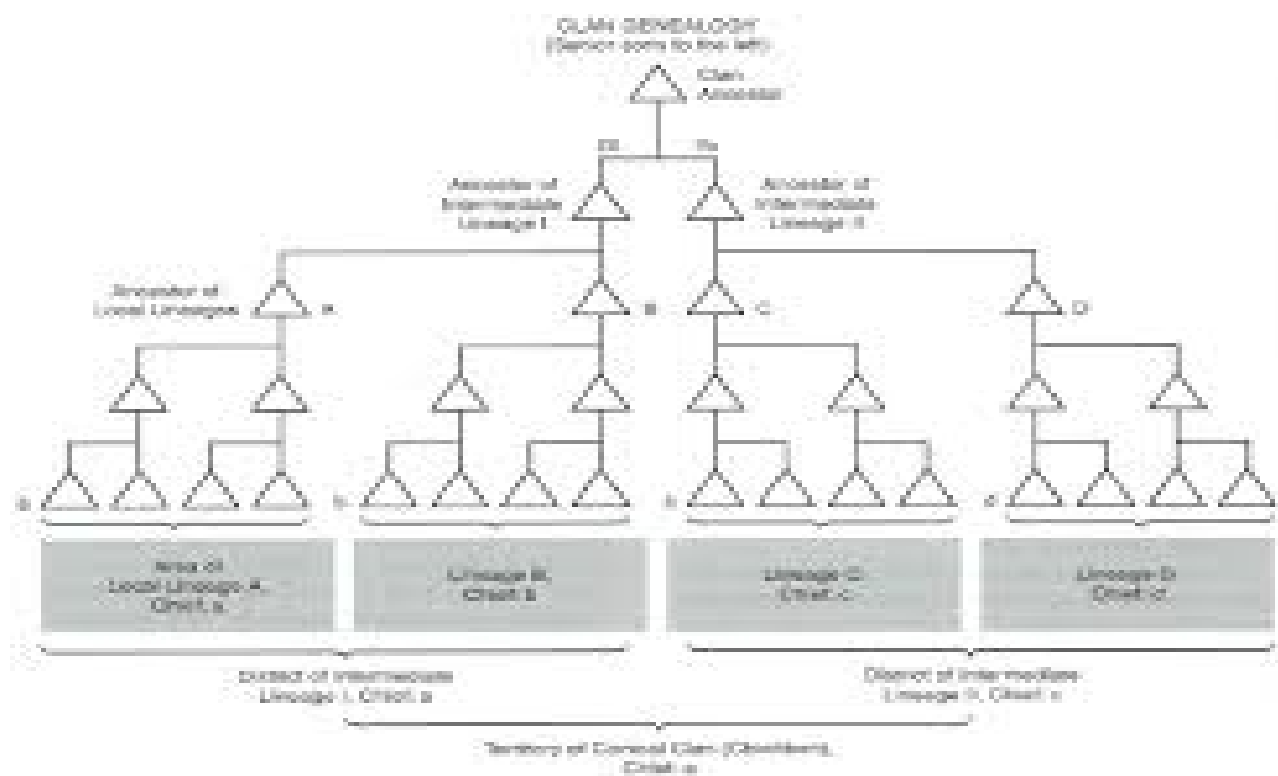 CLAN GENEALOGY
(Senior sons to the left)
Clan
Ancestor
Ancestor of
Intermediate
Lineage I
Ancestor of
Intermediate
Lineage II
Ancestor of
Local Lineages
A
B
C
D
a
b
d
Area of
Local Lineage A,
Chief a
Lineage B,
Chief b
Lineage C,
Chief c
Lineage D
Chief d
District of Intermediate
Lineage I, Chief a
District of Intermediate
Lineage II, Chief c
Territory of Conical Clan (Chiefdom),
Chief a